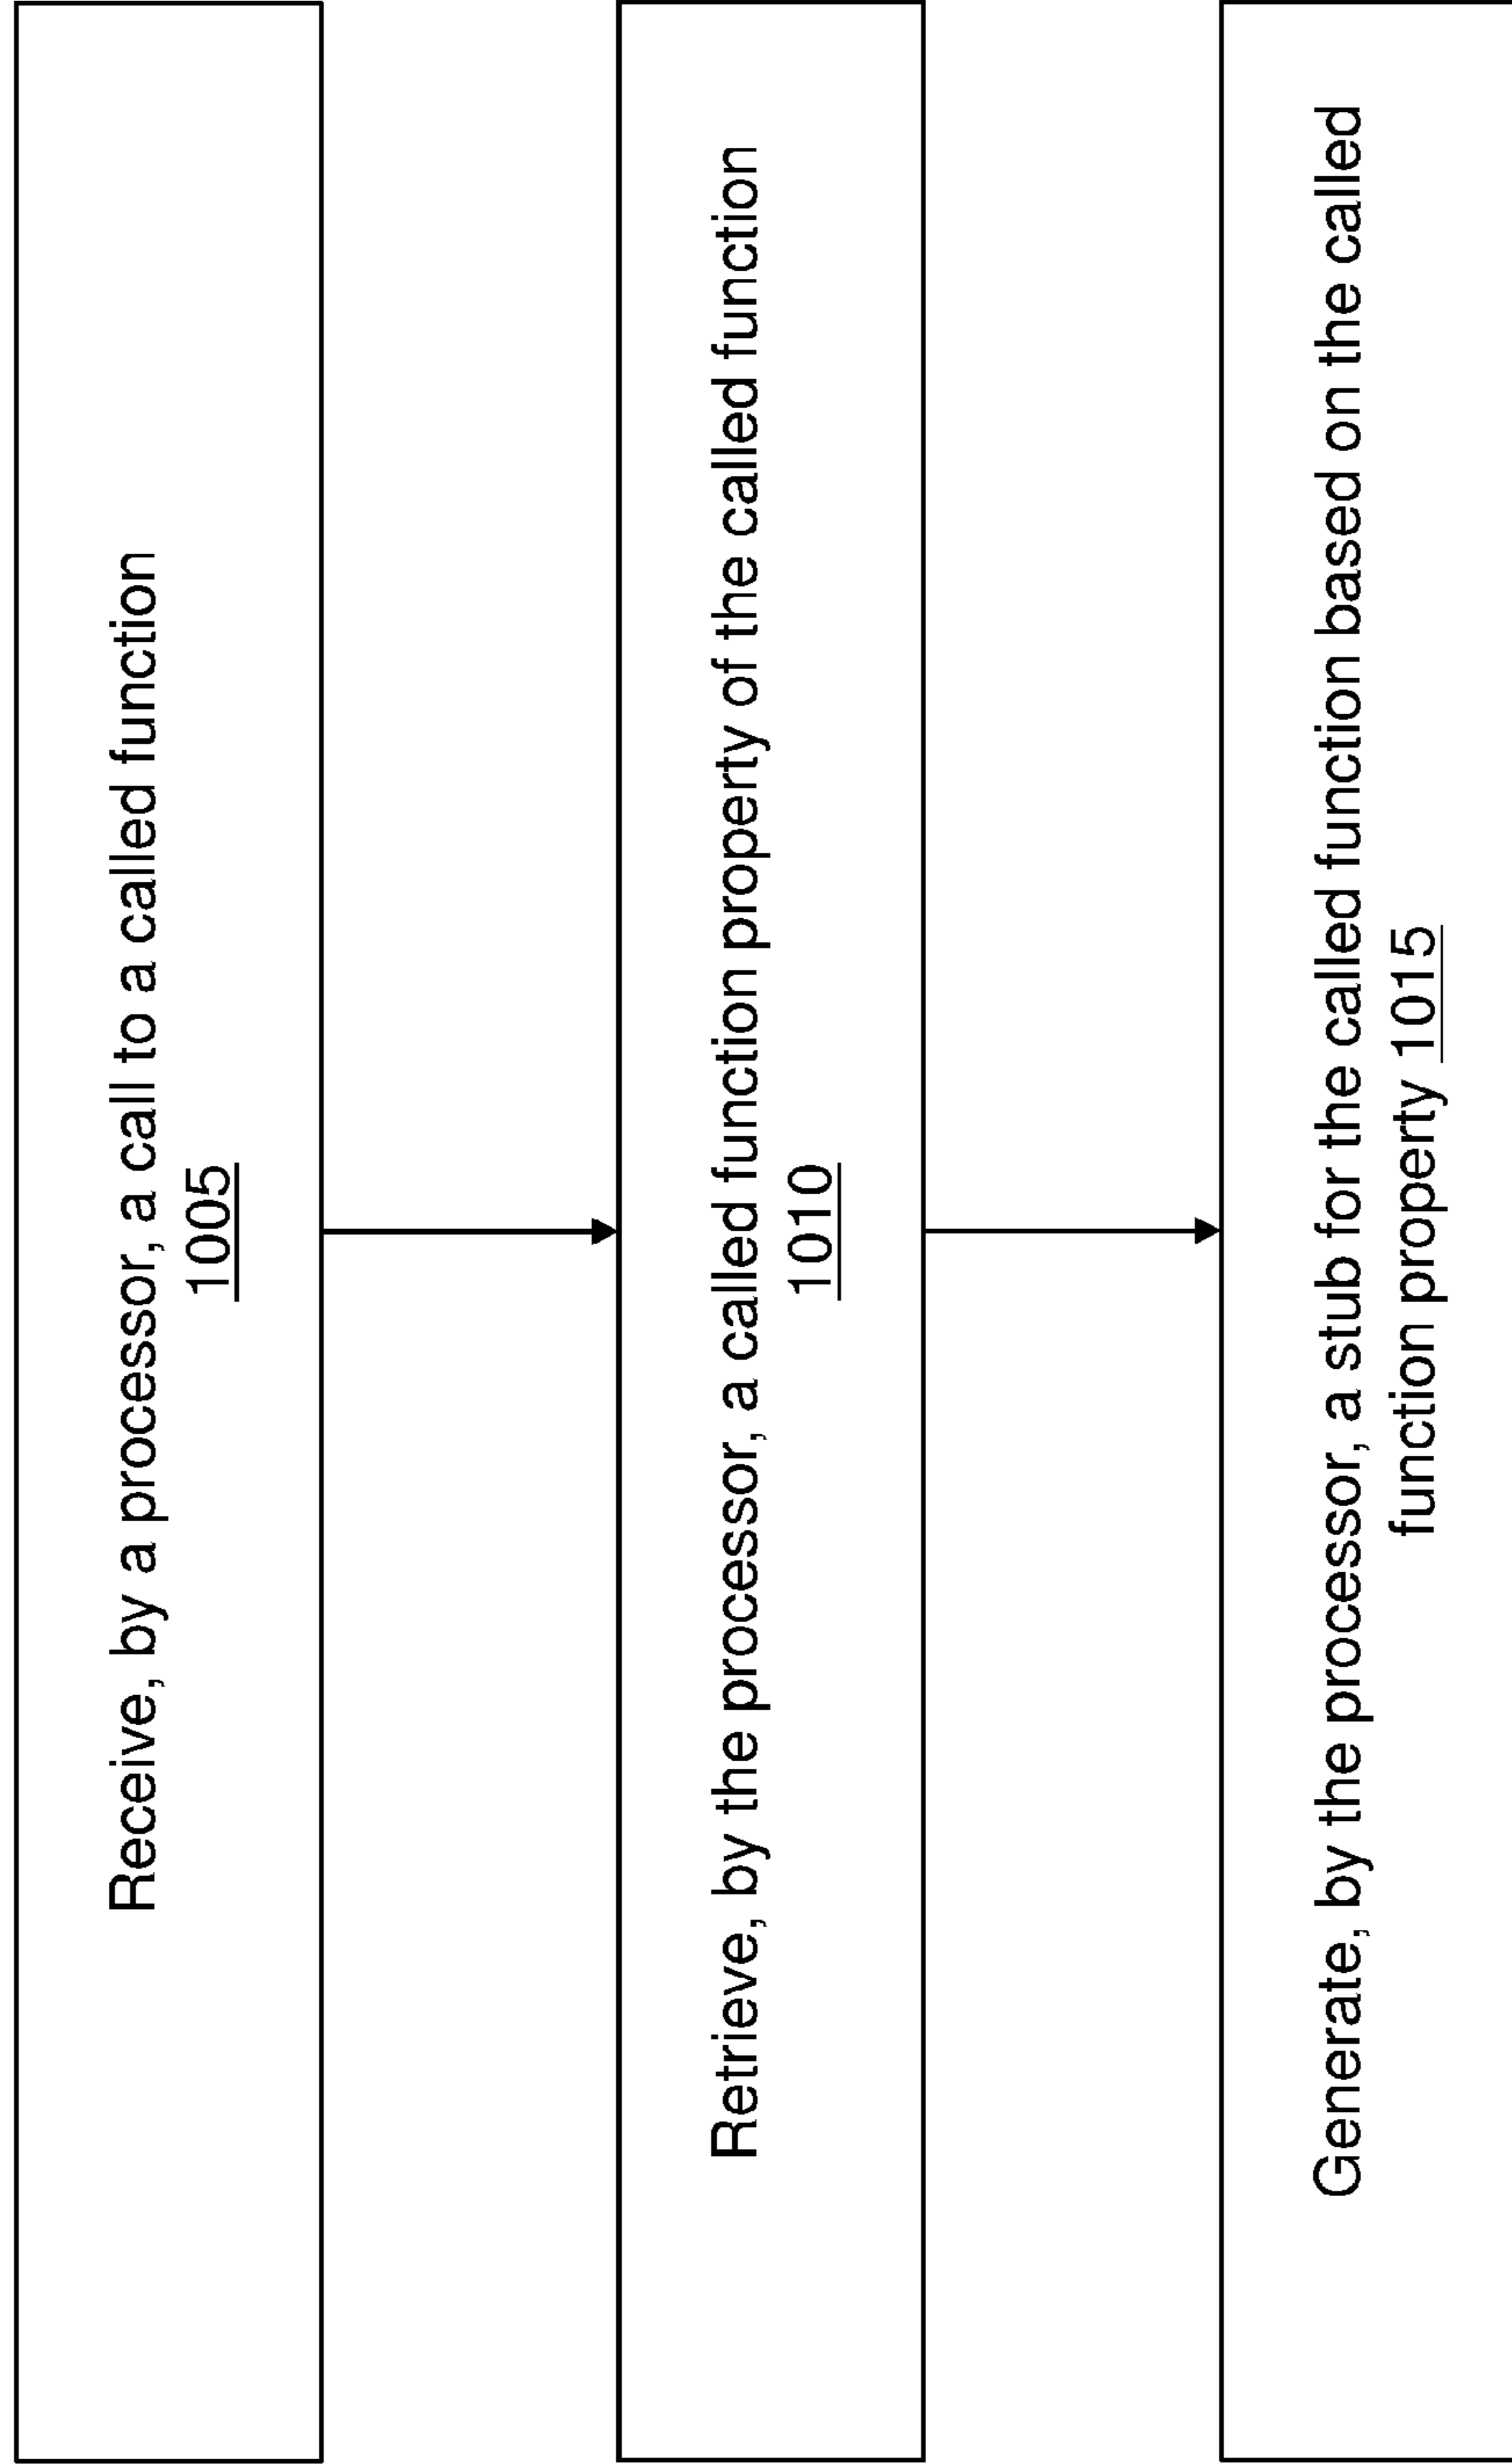 Receive, by a processor, a call to a called function
1005
Retrieve, by the processor, a called function property of the called function
1010
Generate, by the processor, a stub for the called function based on the called
function property 1015